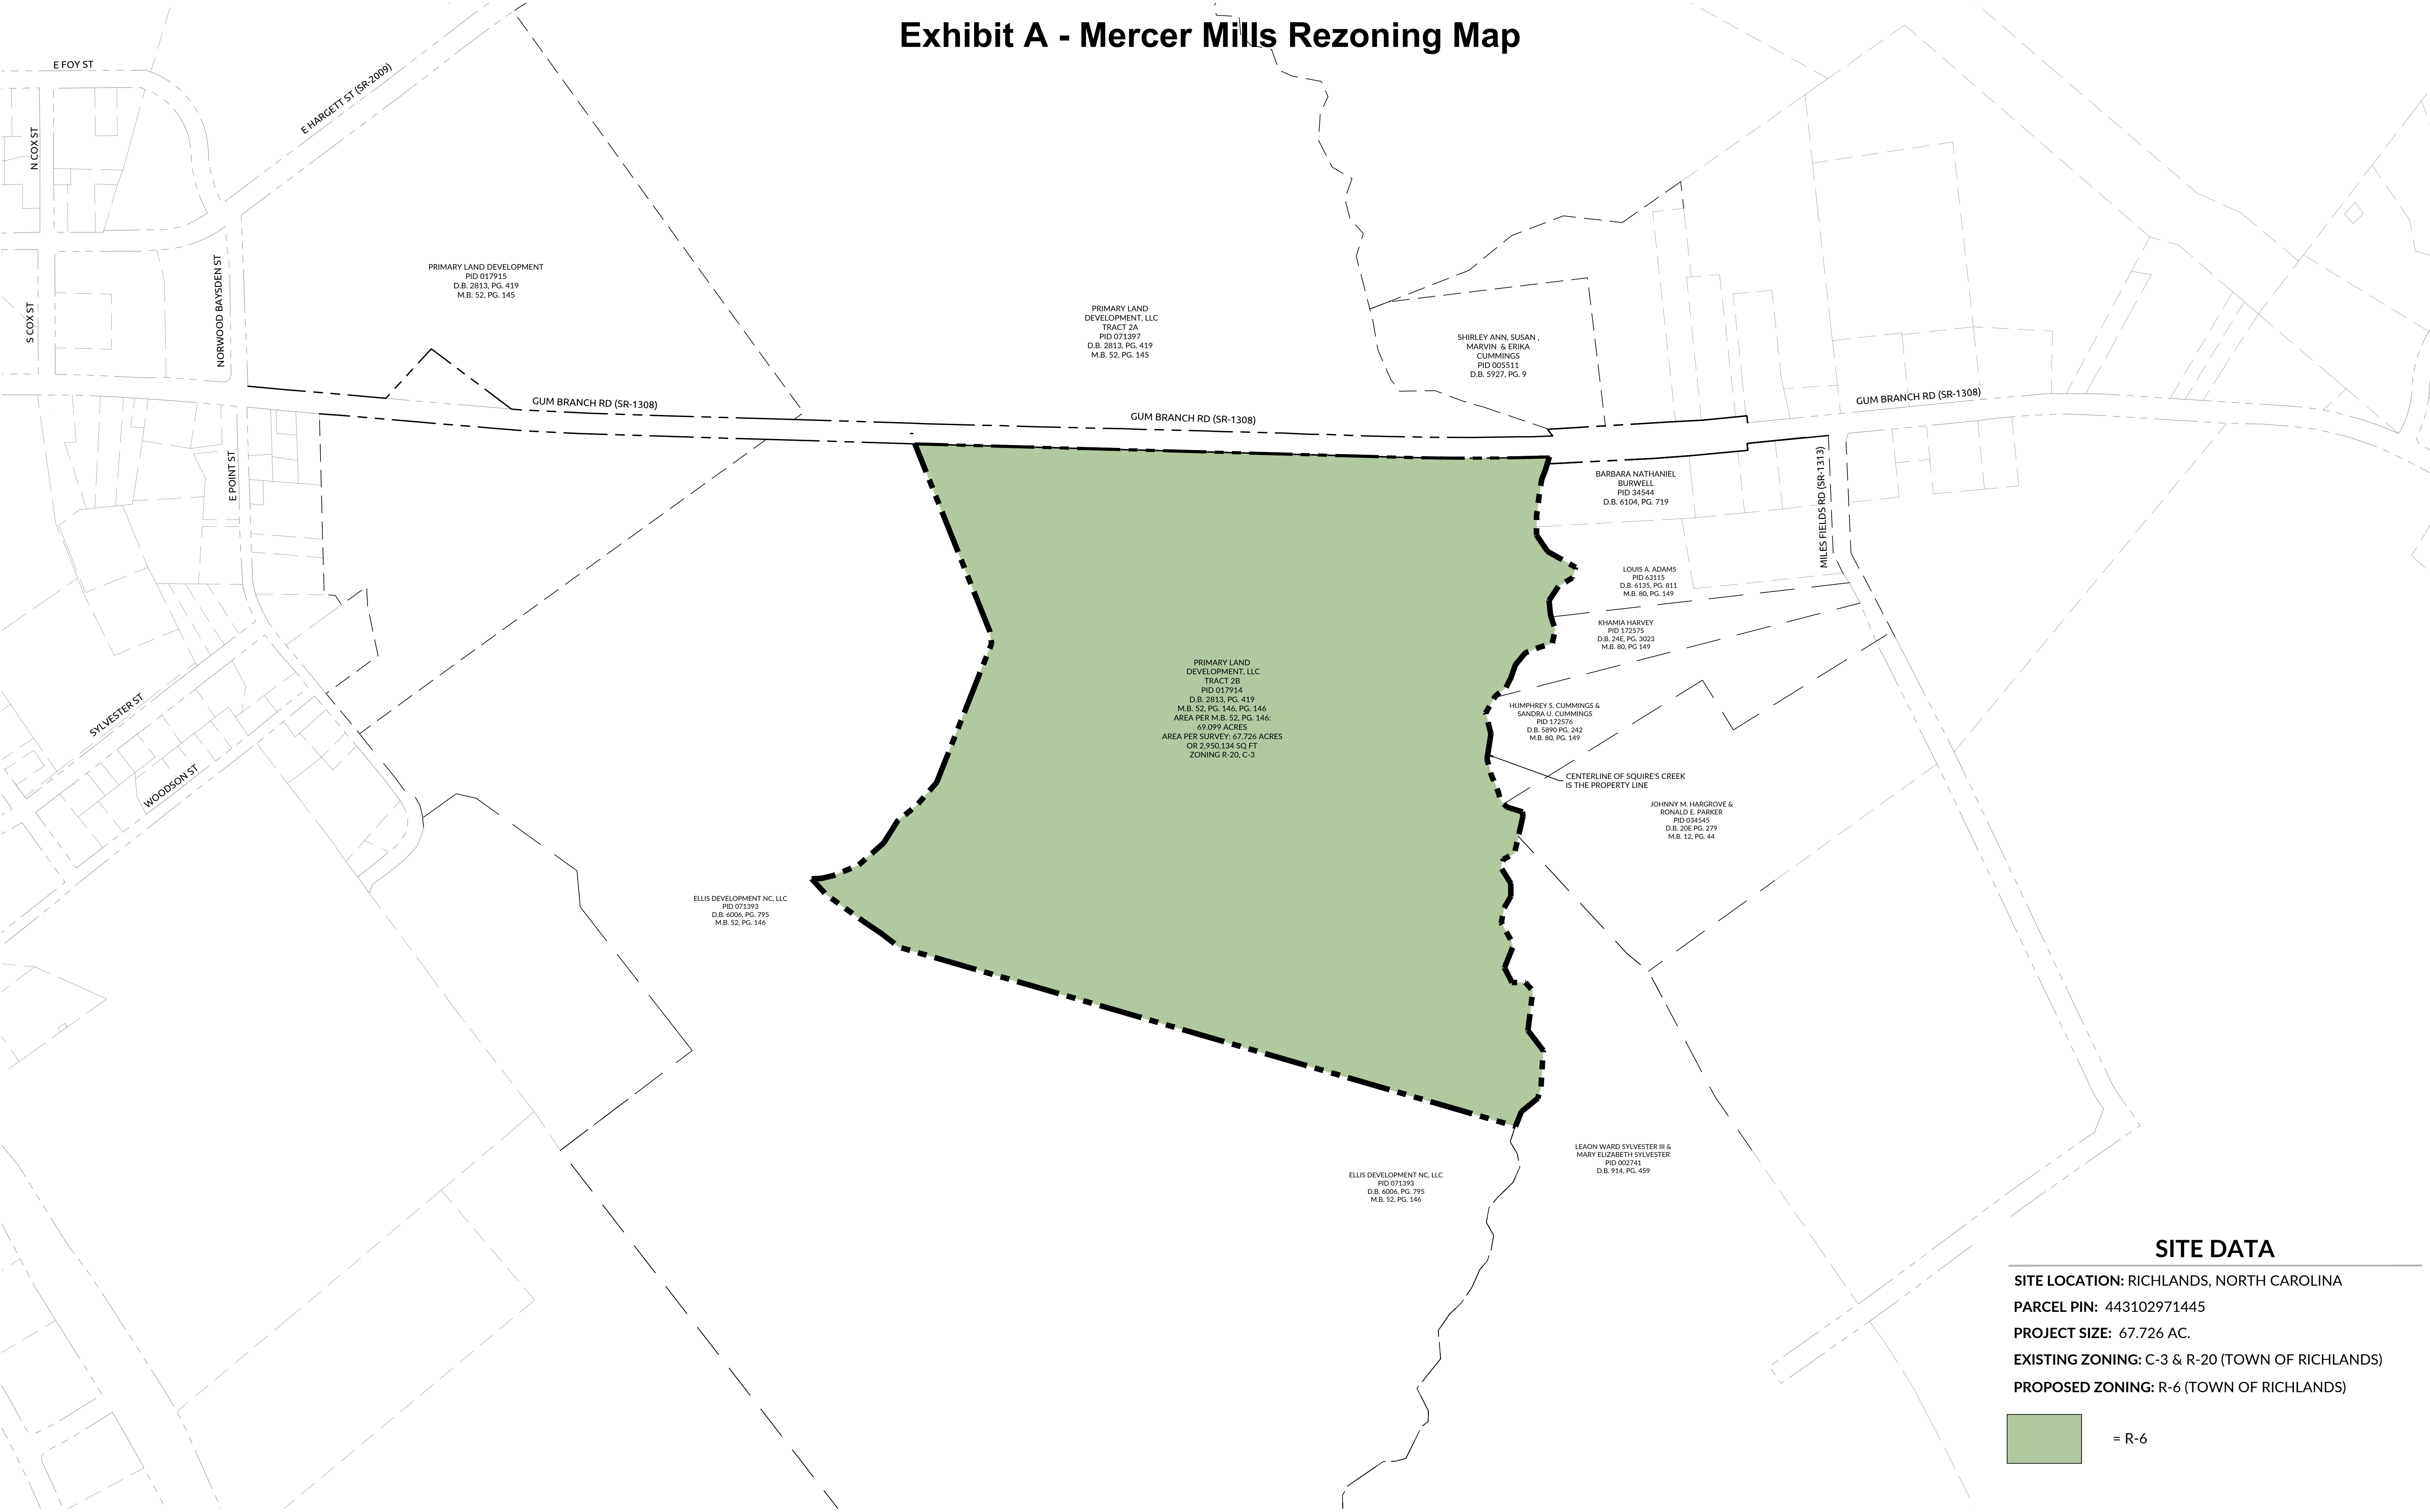 Exhibit A - Mercer Mills Rezoning Map
E FOY ST
N COX ST
E HARGETT ST (SR-2009)
S COX ST
NORWOOD BAYSDEN ST
PRIMARY LAND DEVELOPMENT
PID 017915
D.B. 2813, PG. 419
M.B. 52, PG. 145
PRIMARY LAND
DEVELOPMENT, LLC
TRACT 2A
PID 071397
D.B. 2813, PG. 419
M.B. 52, PG. 145
SHIRLEY ANN, SUSAN ,
MARVIN & ERIKA
CUMMINGS
PID 005511
D.B. 5927, PG. 9
GUM BRANCH RD (SR-1308)
GUM BRANCH RD (SR-1308)
GUM BRANCH RD (SR-1308)
E POINT ST
BARBARA NATHANIEL
BURWELL
PID 34544
D.B. 6104, PG. 719
MILES FIELDS RD (SR-1313)
LOUIS A. ADAMS
PID 63115
D.B. 6135, PG. 811
M.B. 80, PG. 149
KHAMIA HARVEY
PID 172575
D.B. 24E, PG. 3023
M.B. 80, PG 149
PRIMARY LAND
DEVELOPMENT, LLC
TRACT 2B
PID 017914
D.B. 2813, PG. 419
M.B. 52, PG. 146, PG. 146
AREA PER M.B. 52, PG. 146:
69.099 ACRES
AREA PER SURVEY: 67.726 ACRES
OR 2,950,134 SQ FT
ZONING R-20, C-3
HUMPHREY S. CUMMINGS &
SANDRA U. CUMMINGS
PID 172576
D.B. 5890 PG. 242
M.B. 80, PG. 149
SYLVESTER ST
WOODSON ST
CENTERLINE OF SQUIRE'S CREEK
IS THE PROPERTY LINE
JOHNNY M. HARGROVE &
RONALD E. PARKER
PID 034545
D.B. 20E PG. 279
M.B. 12, PG. 44
ELLIS DEVELOPMENT NC, LLC
PID 071393
D.B. 6006, PG. 795
M.B. 52, PG. 146
LEAON WARD SYLVESTER III &
MARY ELIZABETH SYLVESTER
PID 002741
D.B. 914, PG. 459
ELLIS DEVELOPMENT NC, LLC
PID 071393
D.B. 6006, PG. 795
M.B. 52, PG. 146
SITE DATA
SITE LOCATION: RICHLANDS, NORTH CAROLINA
PARCEL PIN: 443102971445
PROJECT SIZE: 67.726 AC.
EXISTING ZONING: C-3 & R-20 (TOWN OF RICHLANDS)
PROPOSED ZONING: R-6 (TOWN OF RICHLANDS)
= R-6